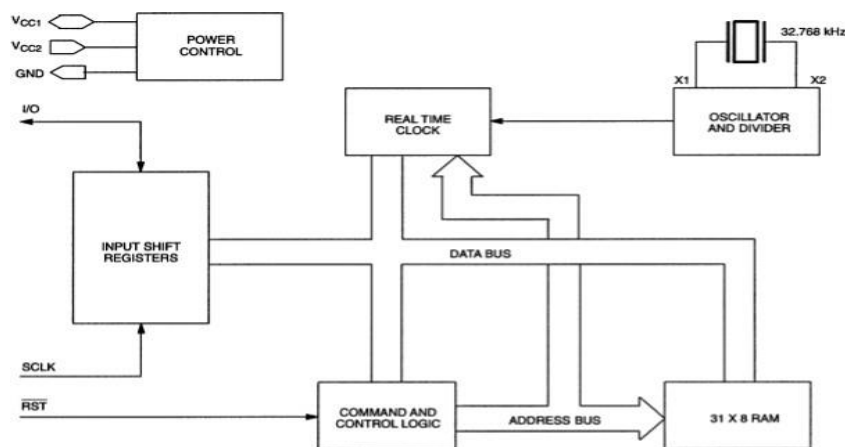 VCC1
VCC2
GND
POWER
CONTROL
32.768 kHz
X1
X2
I/O
REAL TIME
CLOCK
OSCILLATOR
AND DIVIDER
INPUT SHIFT
REGISTERS
DATA BUS
SCLK
RST
COMMAND AND
CONTROL LOGIC
ADDRESS BUS
31 X 8 RAM